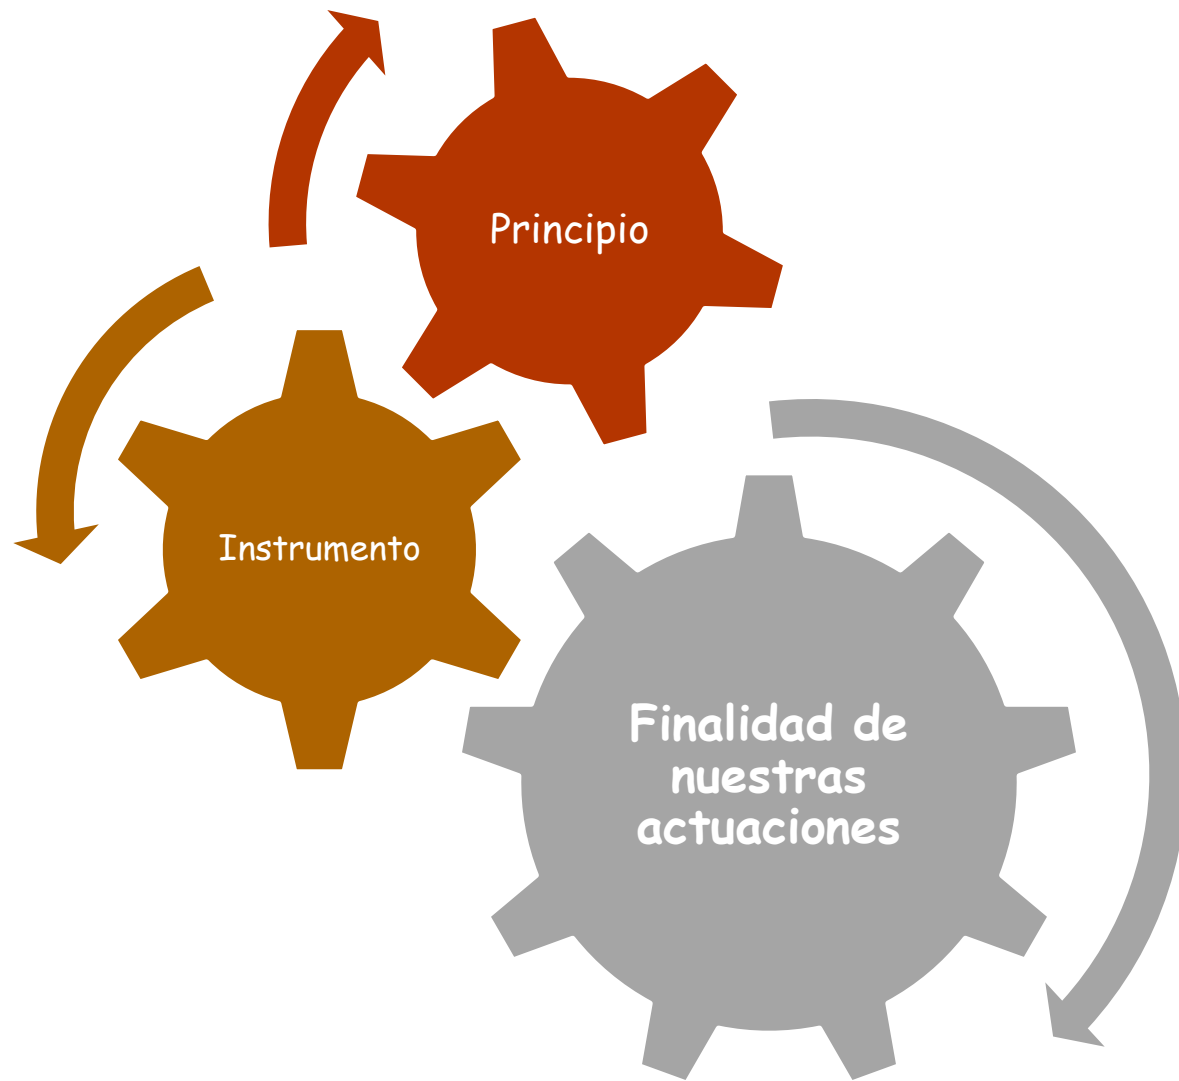 Principio
Instrumento
Finalidad de
nuestras
actuaciones